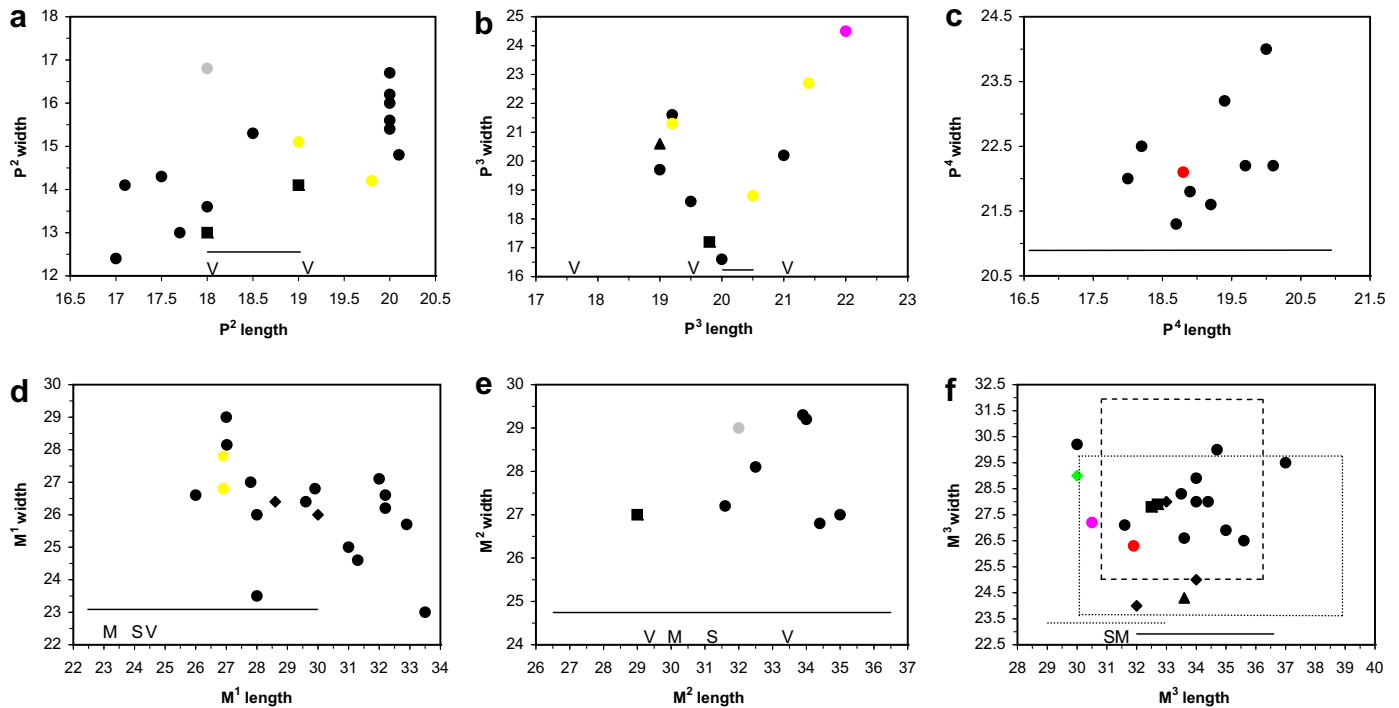 a
18
17
16
15
14
13
12
P² width
V V
16.5 17 17.5 18 18.5 19 19.5 20 20.5
P² length
b
25
24
23
22
21
20
19
18
17
16
P³ width
V V V
17 18 19 20 21 22 23
P³ length
c
24.5
23.5
22.5
21.5
20.5
P⁴ width
16.5 17.5 18.5 19.5 20.5 21.5
P⁴ length
d
30
29
28
27
26
25
24
23
22
M¹ width
M S V
22 23 24 25 26 27 28 29 30 31 32 33 34
M¹ length
e
30
29
28
27
26
25
24
M² width
V M S V
26 27 28 29 30 31 32 33 34 35 36 37
M² length
f
32.5
31.5
30.5
29.5
28.5
27.5
26.5
25.5
24.5
23.5
22.5
M³ width
SM
28 30 32 34 36 38 40
M³ length